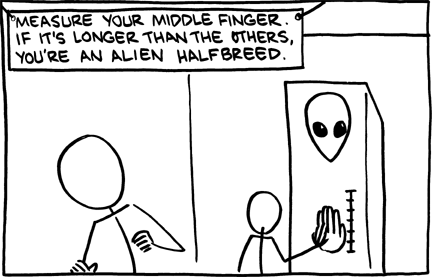 MEASURE YOUR MIDDLE FINGER.
IF IT'S LONGER THAN THE OTHERS,
YOU'RE AN ALIEN HALFBREED.